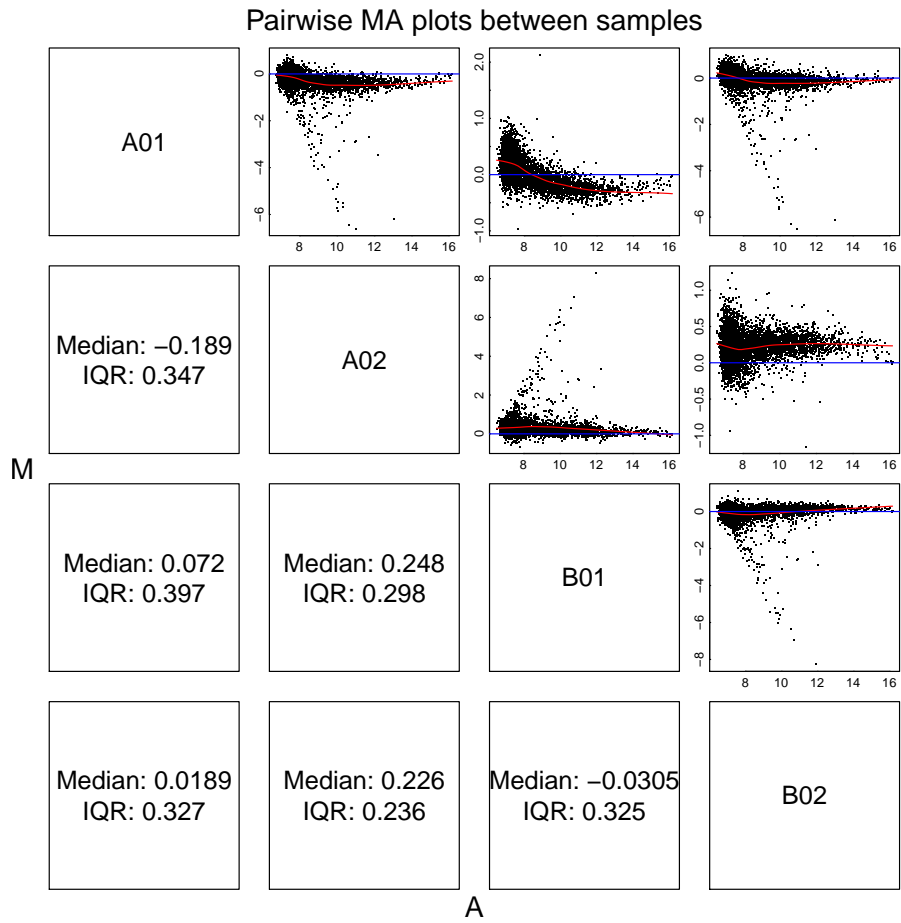 Pairwise MA plots between samples
A01
0
−2
−4
−6
8 10 12 14 16
2.0
1.0
0.0
−1.0
8 10 12 14 16
0
−2
−4
−6
8 10 12 14 16
Median: −0.189
IQR: 0.347
A02
8
6
4
2
0
8 10 12 14 16
1.0
0.5
0.0
−0.5
−1.0
8 10 12 14 16
M
Median: 0.072
IQR: 0.397
Median: 0.248
IQR: 0.298
B01
0
−2
−4
−6
−8
8 10 12 14 16
Median: 0.0189
IQR: 0.327
Median: 0.226
IQR: 0.236
Median: −0.0305
IQR: 0.325
B02
A